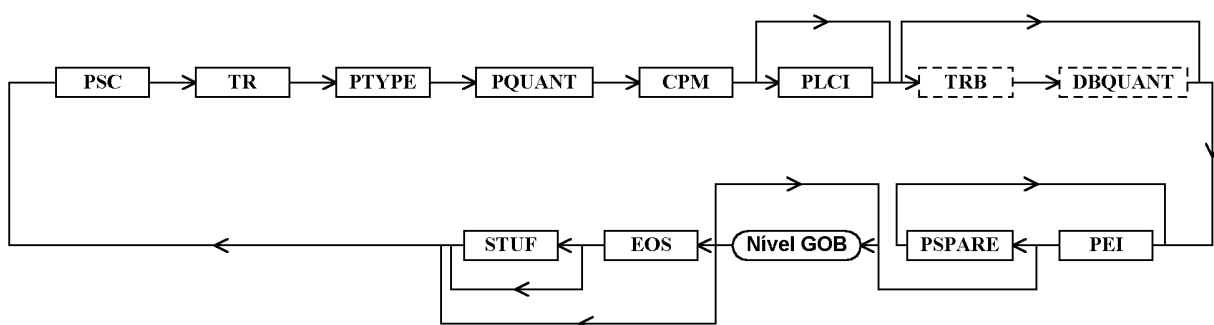 PSC TR PTYPE PQUANT CPM PLCI TRB DBQUANT
STUF EOS Nível GOB PSPARE PEI